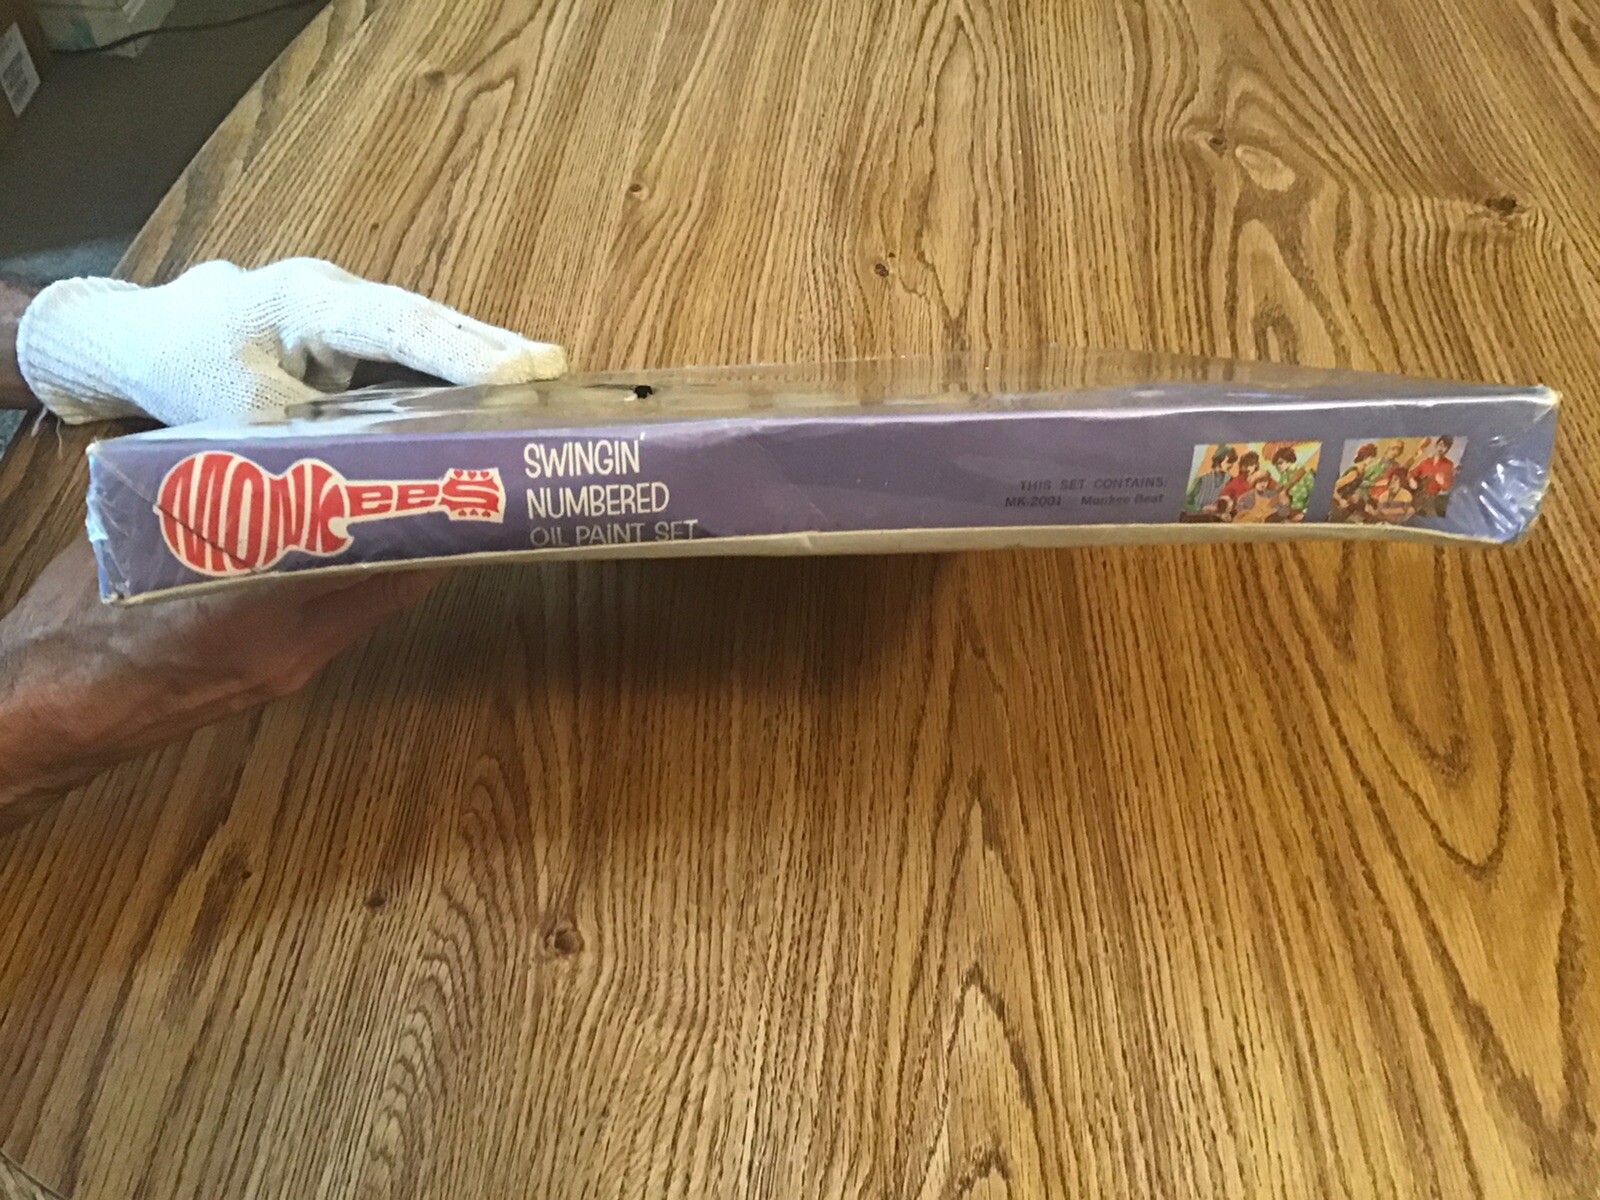 MONKEES
SWINGIN'
NUMBERED
OIL PAINT SET
THIS SET CONTAINS:
MK-2001 Monkee Beat